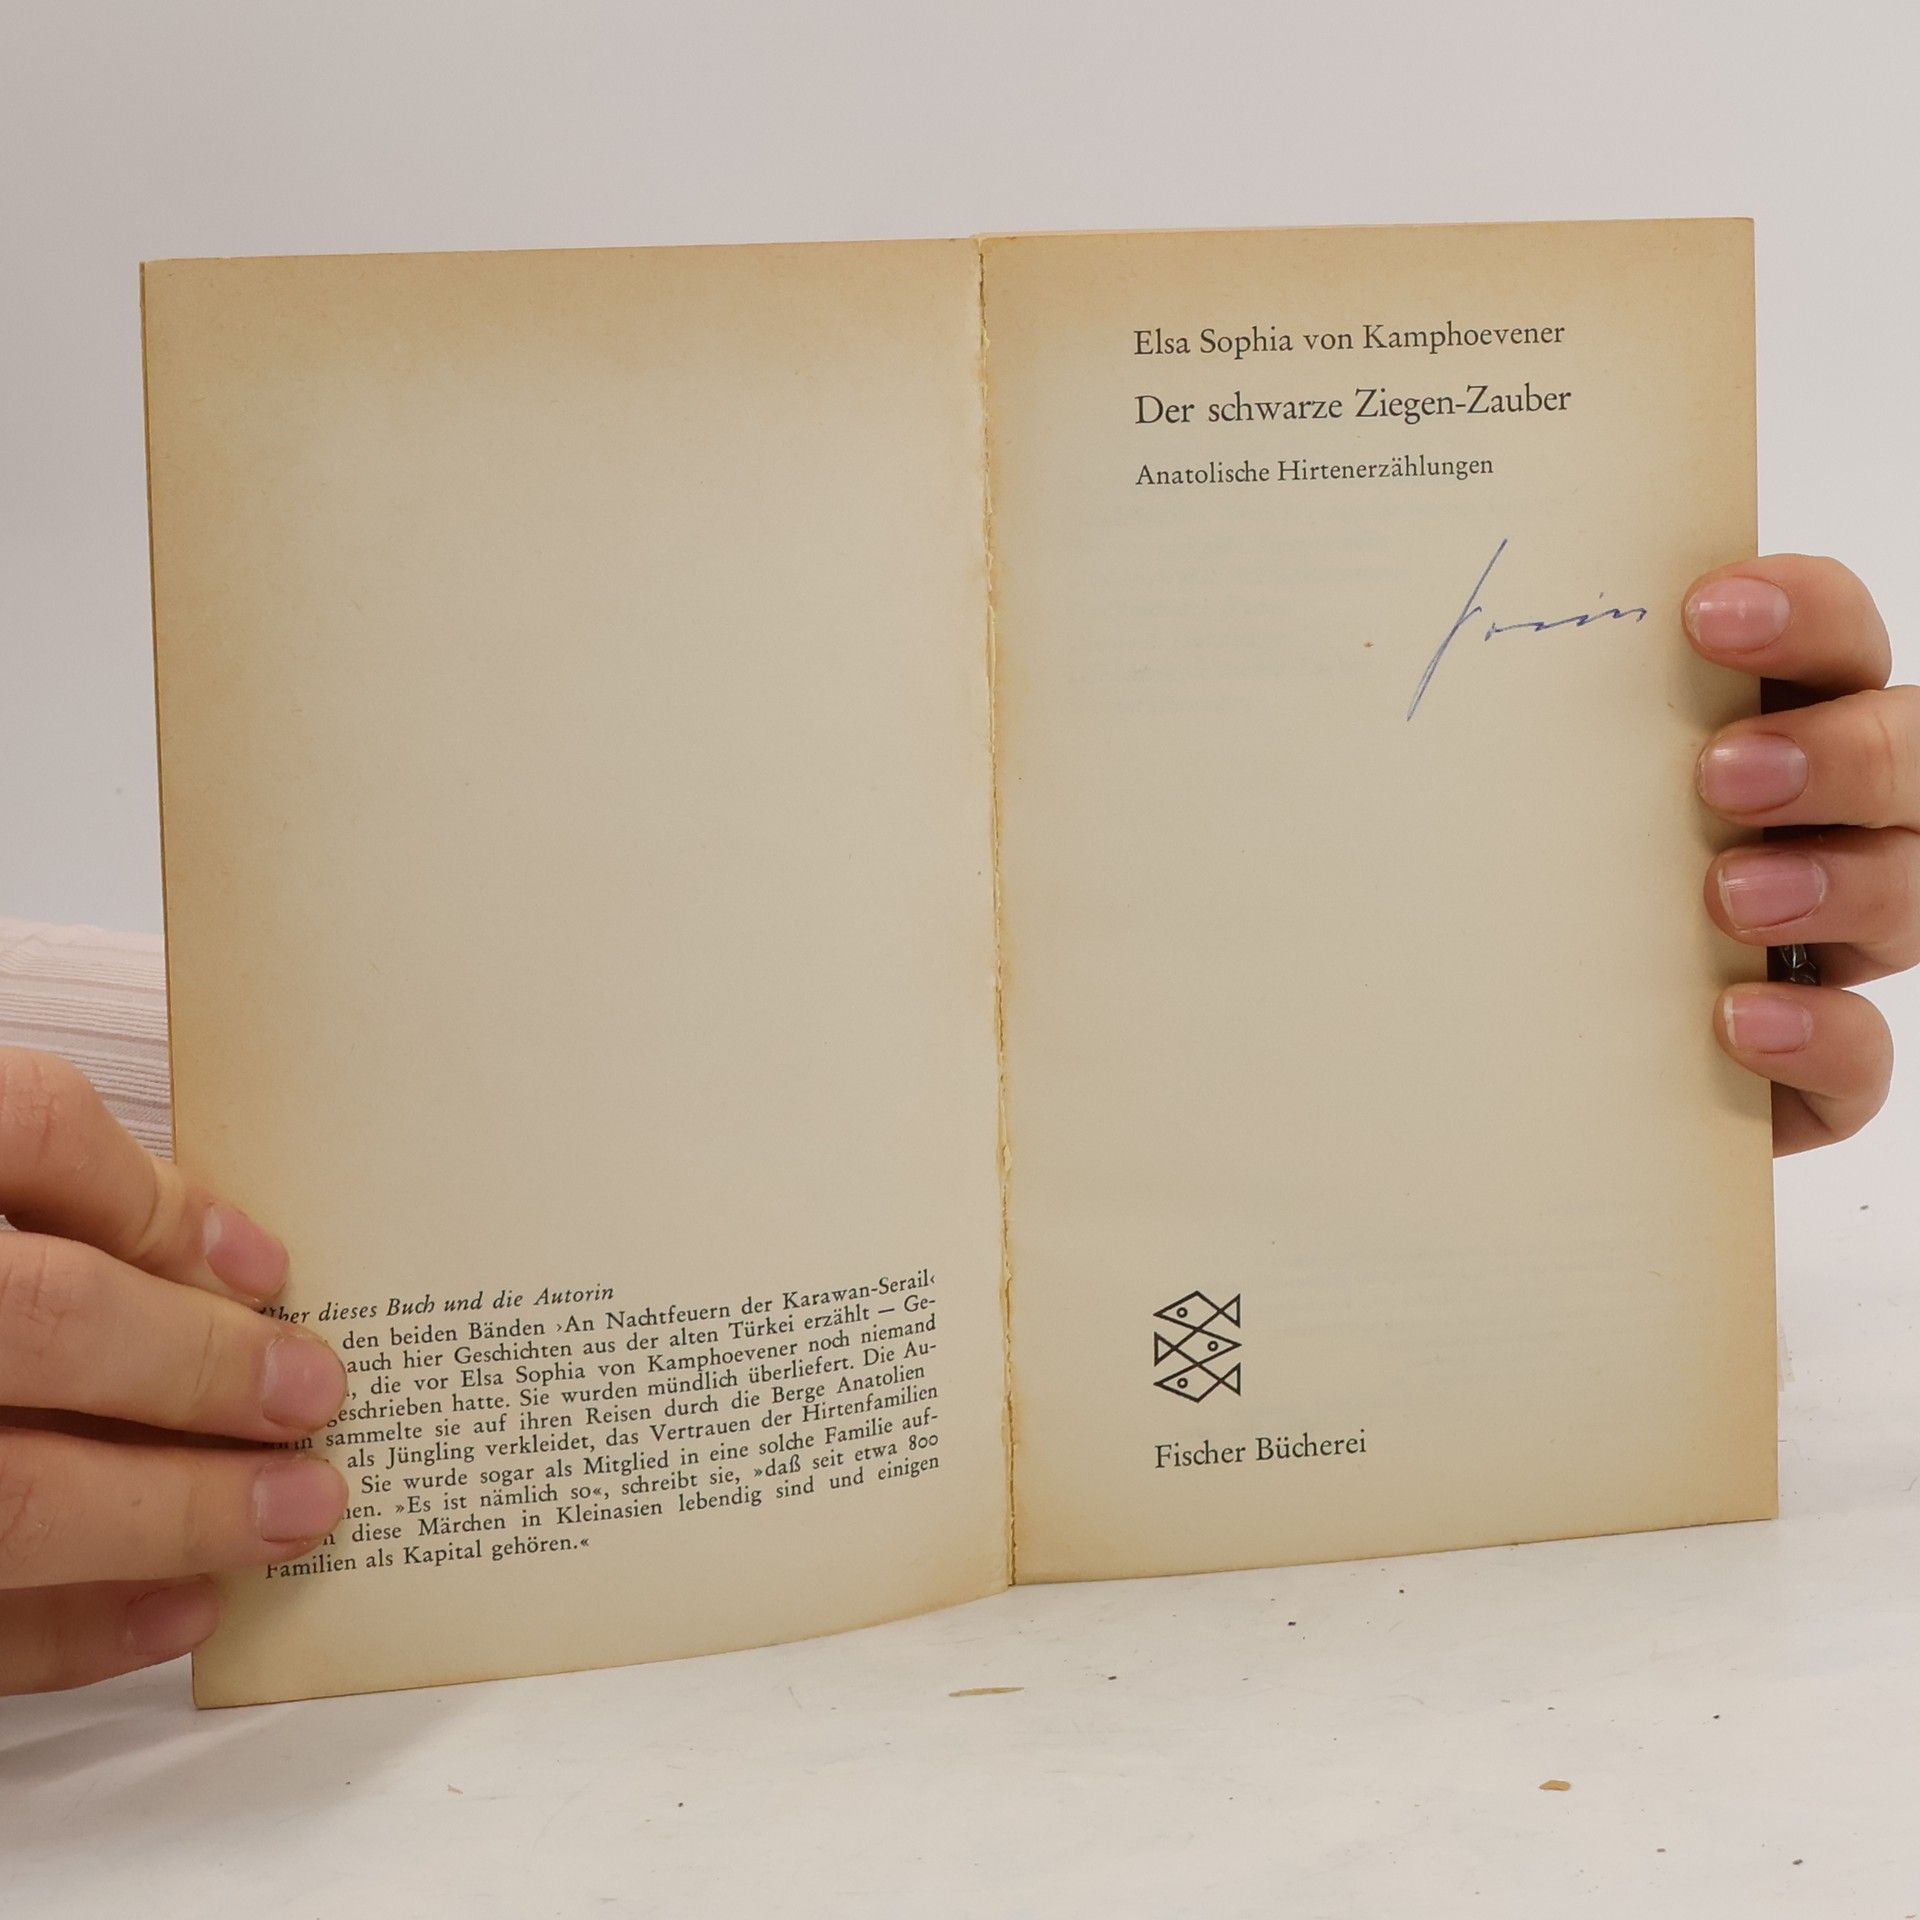 Über dieses Buch und die Autorin
den beiden Bänden ›An Nachtfeuern der Karawan-Serail‹
auch hier Geschichten aus der alten Türkei erzählt — Ge-
die vor Elsa Sophia von Kamphoevener noch niemand
geschrieben hatte. Sie wurden mündlich überliefert. Die Au-
sammelte sie auf ihren Reisen durch die Berge Anatolien
als Jüngling verkleidet, das Vertrauen der Hirtenfamilien
Sie wurde sogar als Mitglied in eine solche Familie auf-
»Es ist nämlich so«, schreibt sie, »daß seit etwa 800
diese Märchen in Kleinasien lebendig sind und einigen
Familien als Kapital gehören.«
Elsa Sophia von Kamphoevener
Der schwarze Ziegen-Zauber
Anatolische Hirtenerzählungen
Fischer Bücherei